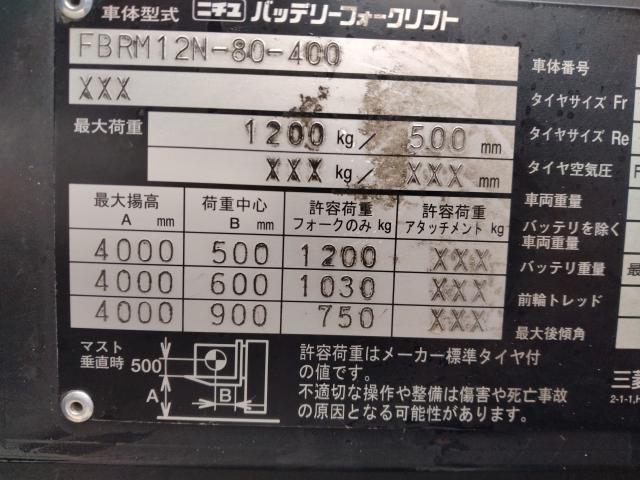 車体型式 ニチユ バッテリーフォークリフト
FBRM12N-80-400
XXX
最大荷重 1200 kg／ 500 mm
XXX kg／ XXX mm
最大揚高 A mm 荷重中心 B mm 許容荷重 フォークのみ kg 許容荷重 アタッチメント kg
4000 500 1200 XXX
4000 600 1030 XXX
4000 900 750 XXX
マスト垂直時 500 A B
許容荷重はメーカー標準タイヤ付
の値です。
不適切な操作や整備は傷害や死亡事故
の原因となる可能性があります。
車体番号
タイヤサイズ Fr
タイヤサイズ Re
タイヤ空気圧
車両重量
バッテリを除く
車両重量
バッテリ重量
前輪トレッド
最大後傾角
三菱
2-1-1,H